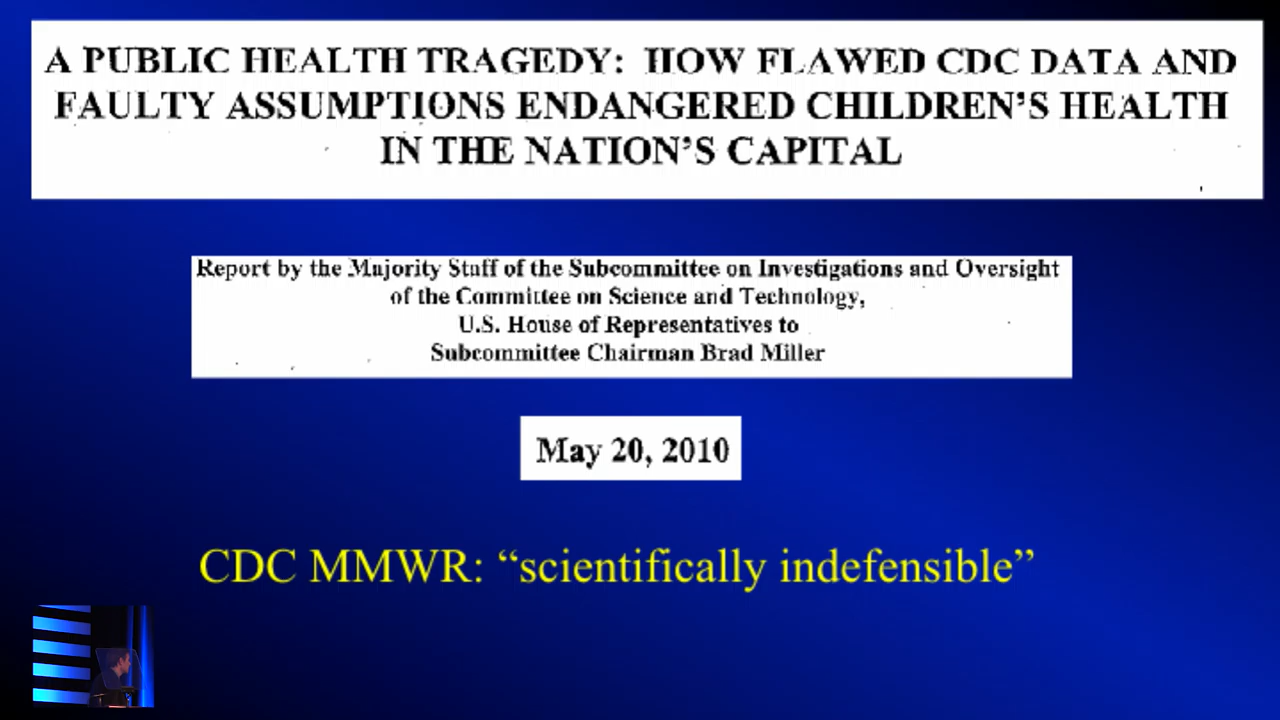 A PUBLIC HEALTH TRAGEDY: HOW FLAWED CDC DATA AND
FAULTY ASSUMPTIONS ENDANGERED CHILDREN'S HEALTH
IN THE NATION'S CAPITAL
Report by the Majority Staff of the Subcommittee on Investigations and Oversight
of the Committee on Science and Technology,
U.S. House of Representatives to
Subcommittee Chairman Brad Miller
May 20, 2010
CDC MMWR: “scientifically indefensible”